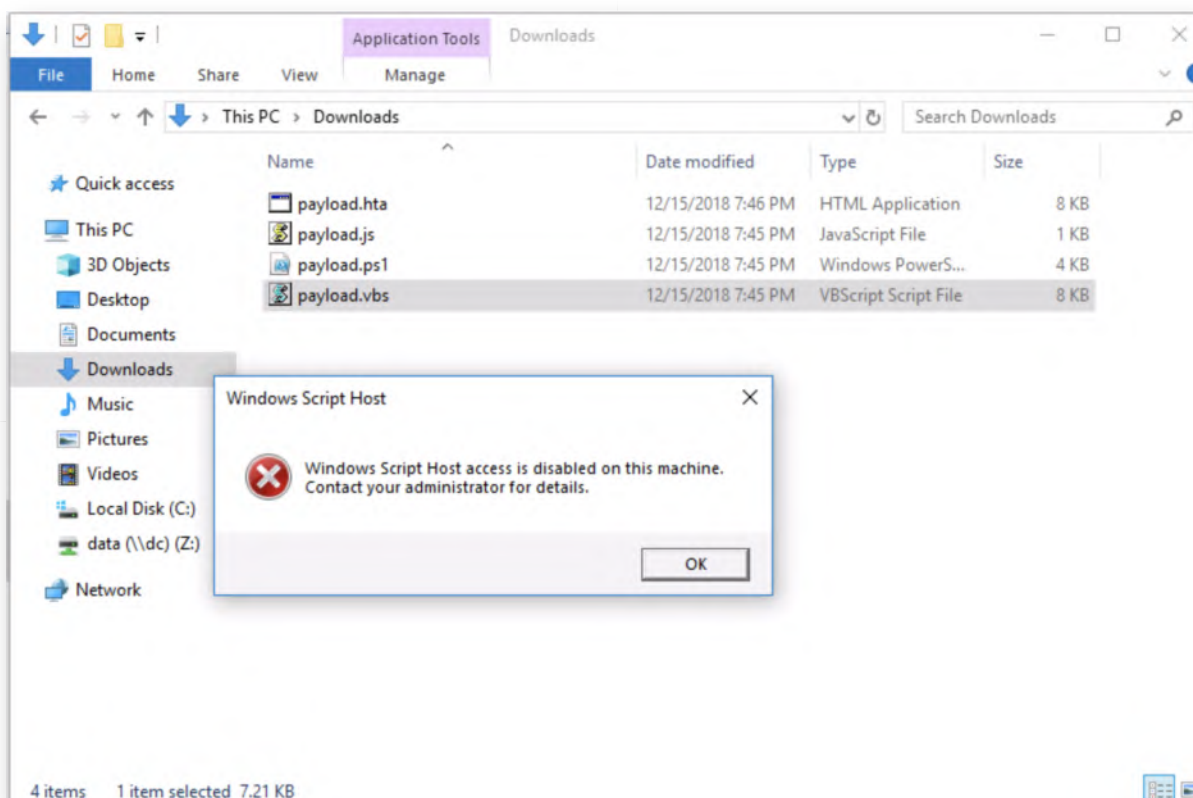 Application Tools Downloads
File Home Share View Manage
This PC > Downloads
Search Downloads
Name Date modified Type Size
Quick access
payload.hta 12/15/2018 7:46 PM HTML Application 8 KB
This PC
payload.js 12/15/2018 7:45 PM JavaScript File 1 KB
3D Objects
payload.ps1 12/15/2018 7:45 PM Windows PowerS... 4 KB
Desktop
payload.vbs 12/15/2018 7:45 PM VBScript Script File 8 KB
Documents
Downloads
Music
Pictures
Videos
Local Disk (C:)
data (\\dc) (Z:)
Network
Windows Script Host
Windows Script Host access is disabled on this machine.
Contact your administrator for details.
OK
4 items 1 item selected 7.21 KB